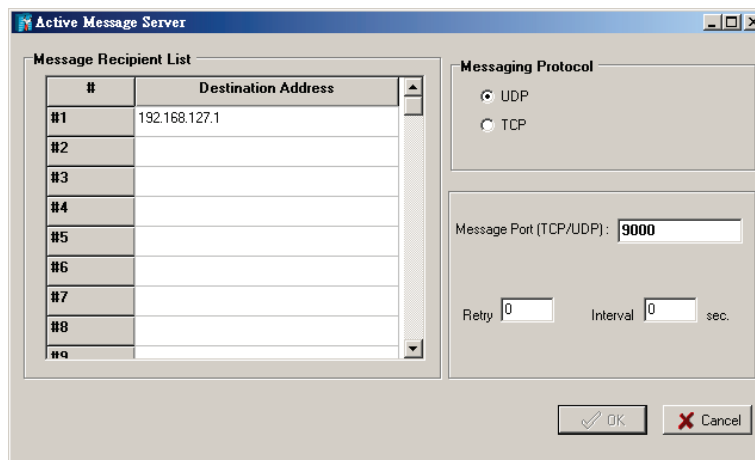 Active Message Server
Message Recipient List
# Destination Address
#1 192.168.127.1
#2
#3
#4
#5
#6
#7
#8
#9
Messaging Protocol
UDP
TCP
Message Port (TCP/UDP) : 9000
Retry 0 Interval 0 sec.
OK Cancel